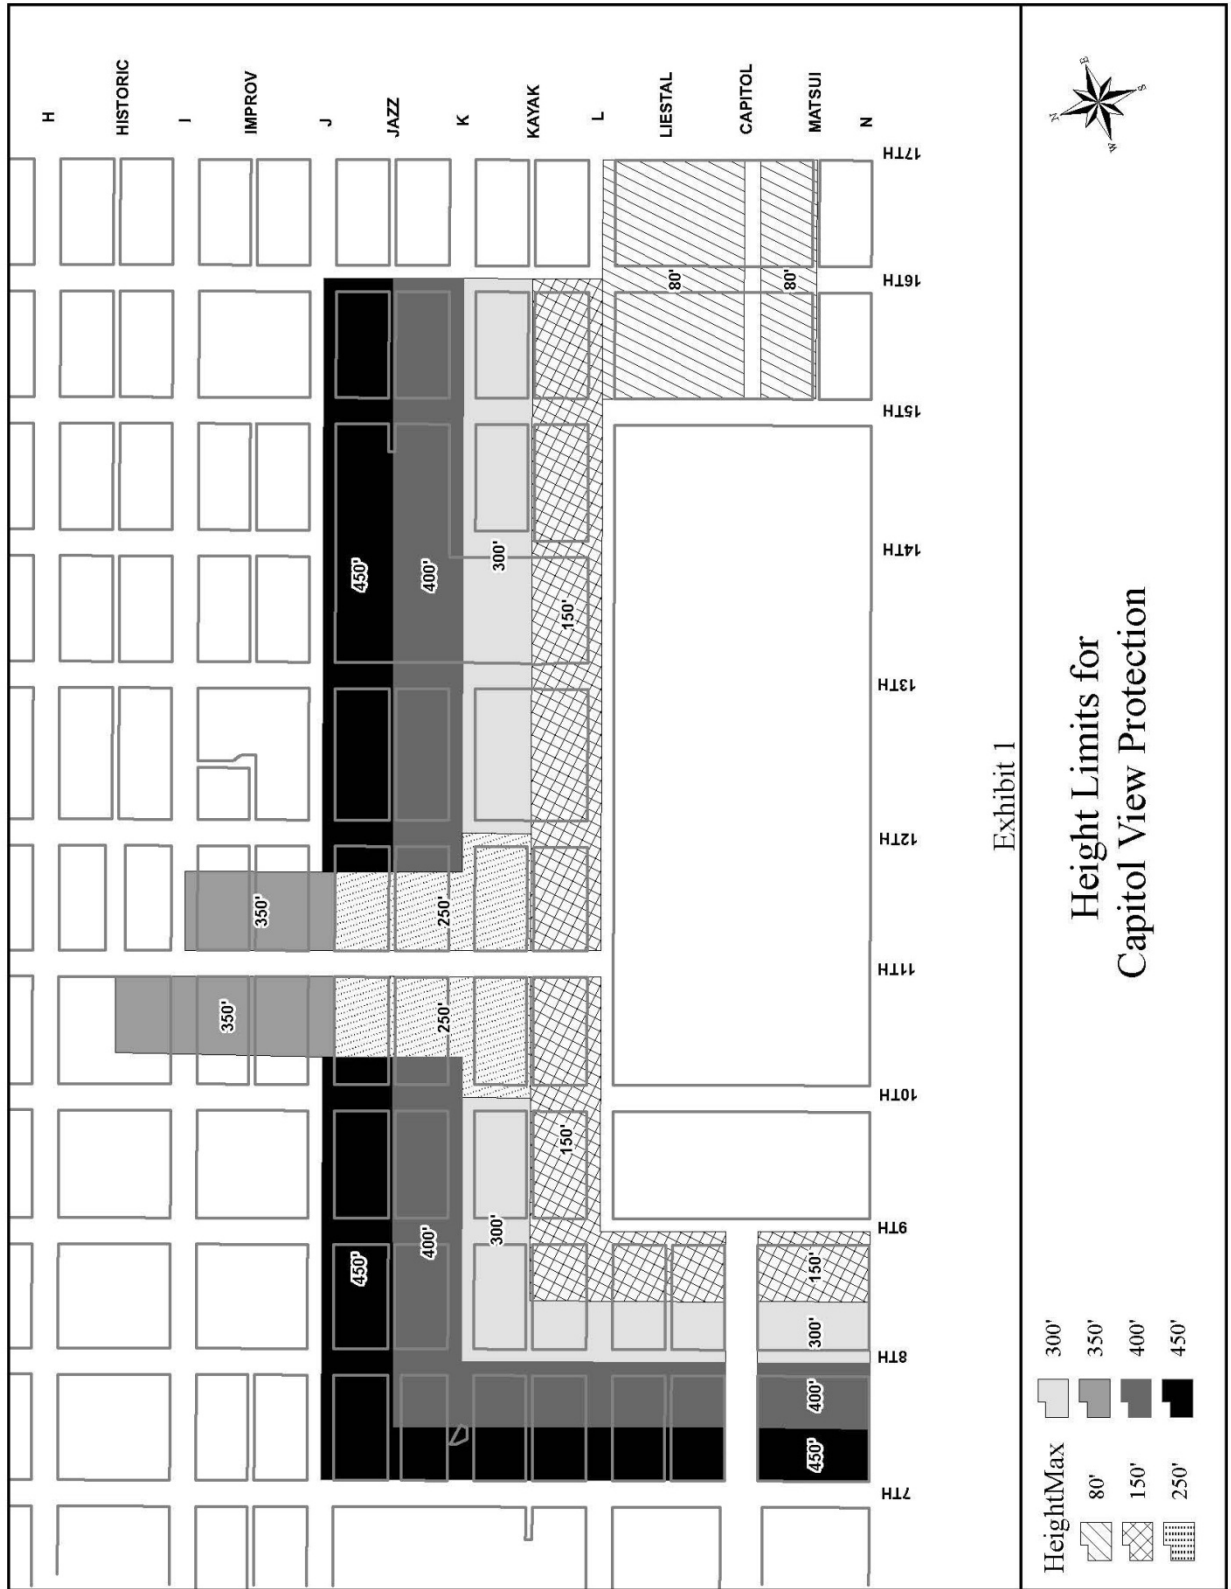 H
HISTORIC
I
IMPROV
J
JAZZ
K
KAYAK
L
LIESTAL
CAPITOL
MATSUI
N
17TH
16TH
15TH
14TH
13TH
12TH
11TH
10TH
9TH
8TH
7TH
350'
350'
450'
400'
300'
150'
250'
250'
80'
80'
450'
400'
300'
150'
150'
300'
400'
450'
Exhibit 1
Height Limits for
Capitol View Protection
HeightMax
80'
150'
250'
300'
350'
400'
450'
N
E
S
W